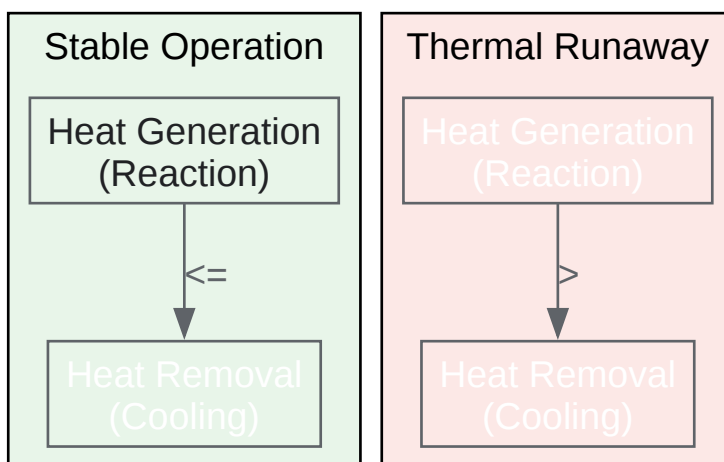 Stable Operation
Heat Generation
(Reaction)
<=
Heat Removal
(Cooling)
Thermal Runaway
Heat Generation
(Reaction)
>
Heat Removal
(Cooling)